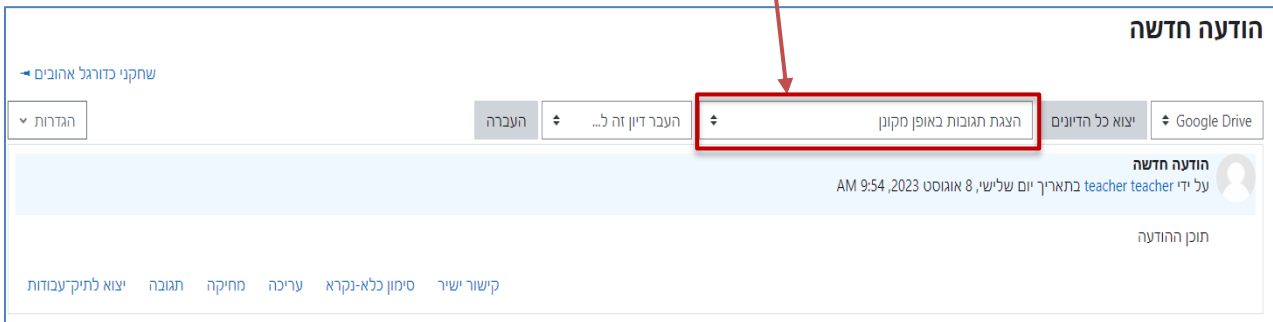 הודעה חדשה
שחקני כדורגל אהובים
Google Drive יצוא כל הדיונים הצגת תגובות באופן מקונן העבר דיון זה ל... העברה הגדרות
הודעה חדשה
על ידי teacher teacher בתאריך יום שלישי, 8 אוגוסט 2023, 9:54 AM
תוכן ההודעה
קישור ישיר סימון כלא-נקרא עריכה מחיקה תגובה יצוא לתיק־עבודות